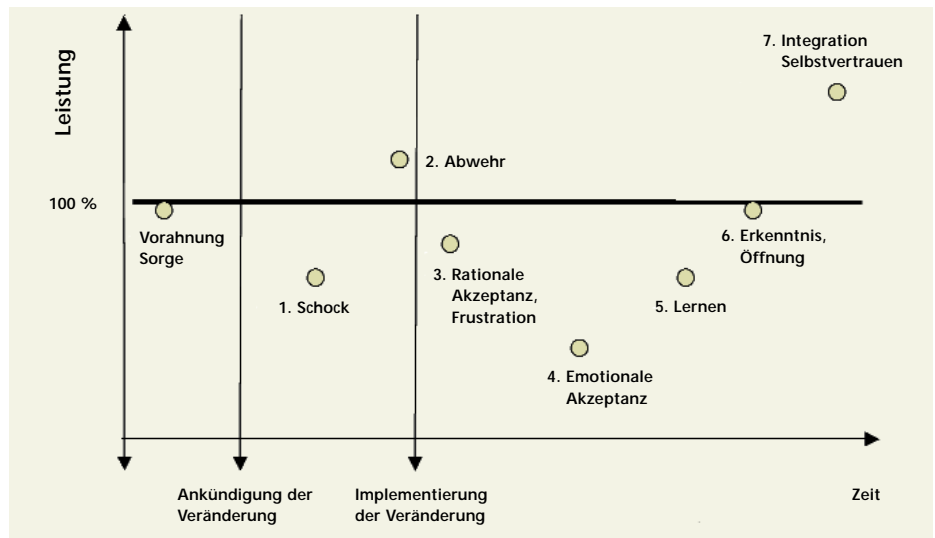 Leistung
7. Integration
Selbstvertrauen
2. Abwehr
100 %
Vorahnung
Sorge
6. Erkenntnis,
Öffnung
3. Rationale
Akzeptanz,
Frustration
1. Schock
5. Lernen
4. Emotionale
Akzeptanz
Ankündigung der
Veränderung
Implementierung
der Veränderung
Zeit